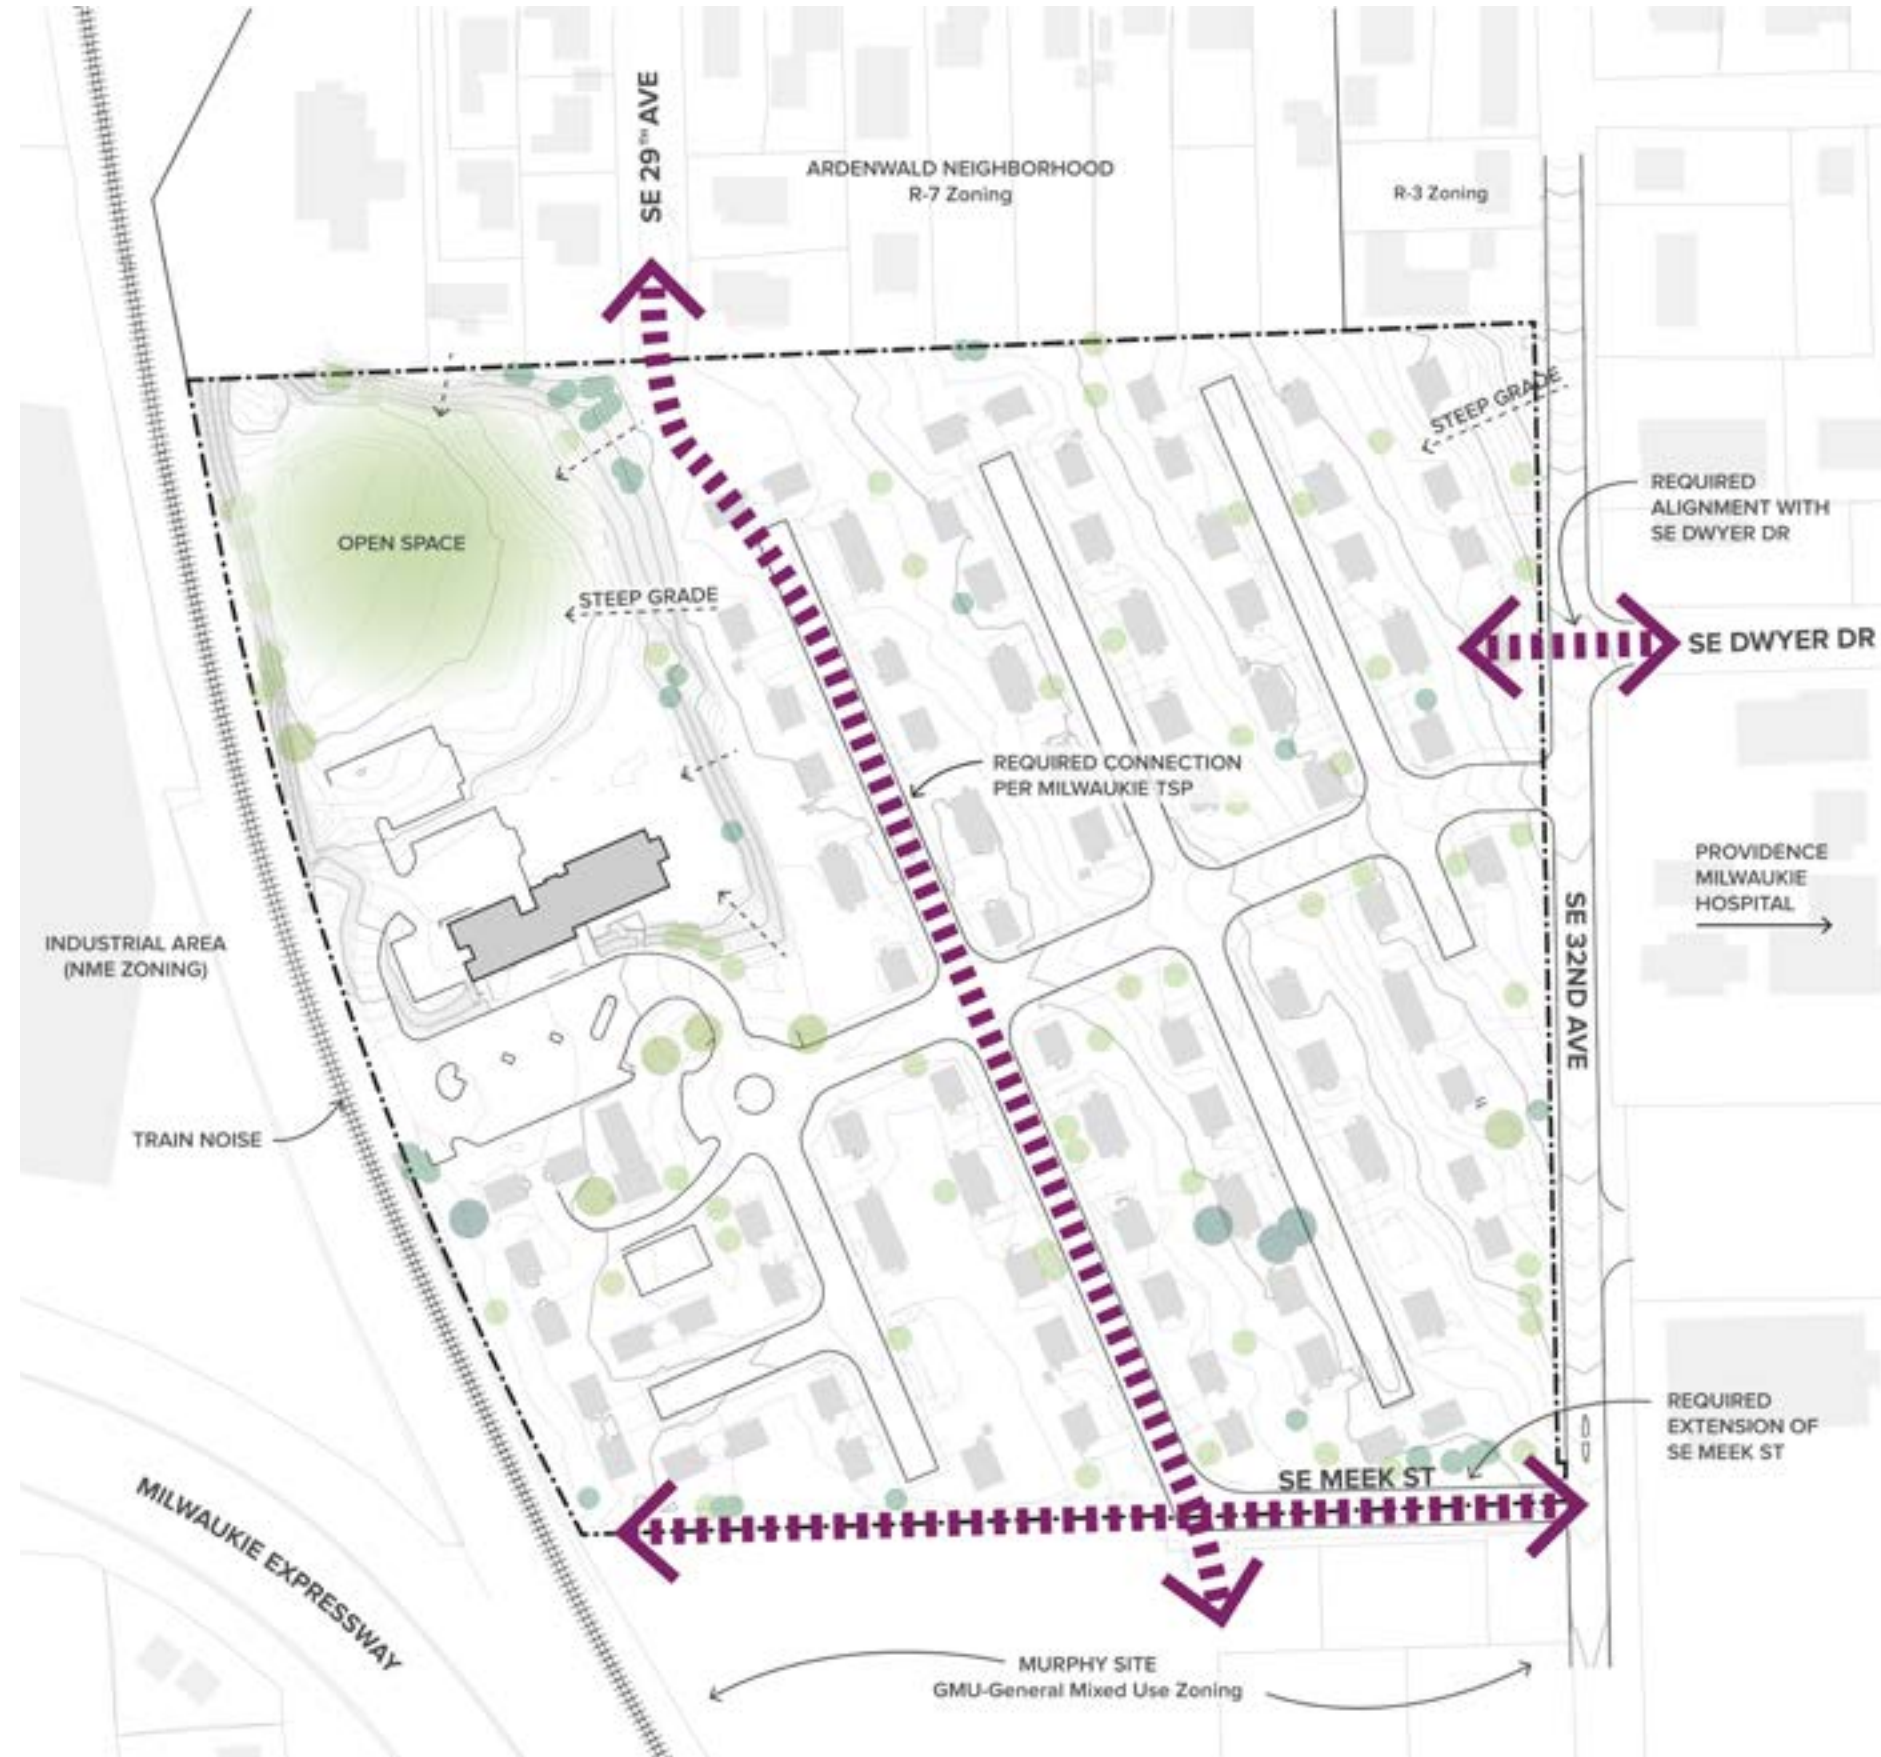 SE 29TH AVE
ARDENWALD NEIGHBORHOOD
R-7 Zoning
R-3 Zoning
STEEP GRADE
REQUIRED
ALIGNMENT WITH
SE DWYER DR
OPEN SPACE
STEEP GRADE
SE DWYER DR
REQUIRED CONNECTION
PER MILWAUKIE TSP
PROVIDENCE
MILWAUKIE
HOSPITAL
SE 32ND AVE
INDUSTRIAL AREA
(NME ZONING)
TRAIN NOISE
REQUIRED
EXTENSION OF
SE MEEK ST
SE MEEK ST
MILWAUKIE EXPRESSWAY
MURPHY SITE
GMU-General Mixed Use Zoning